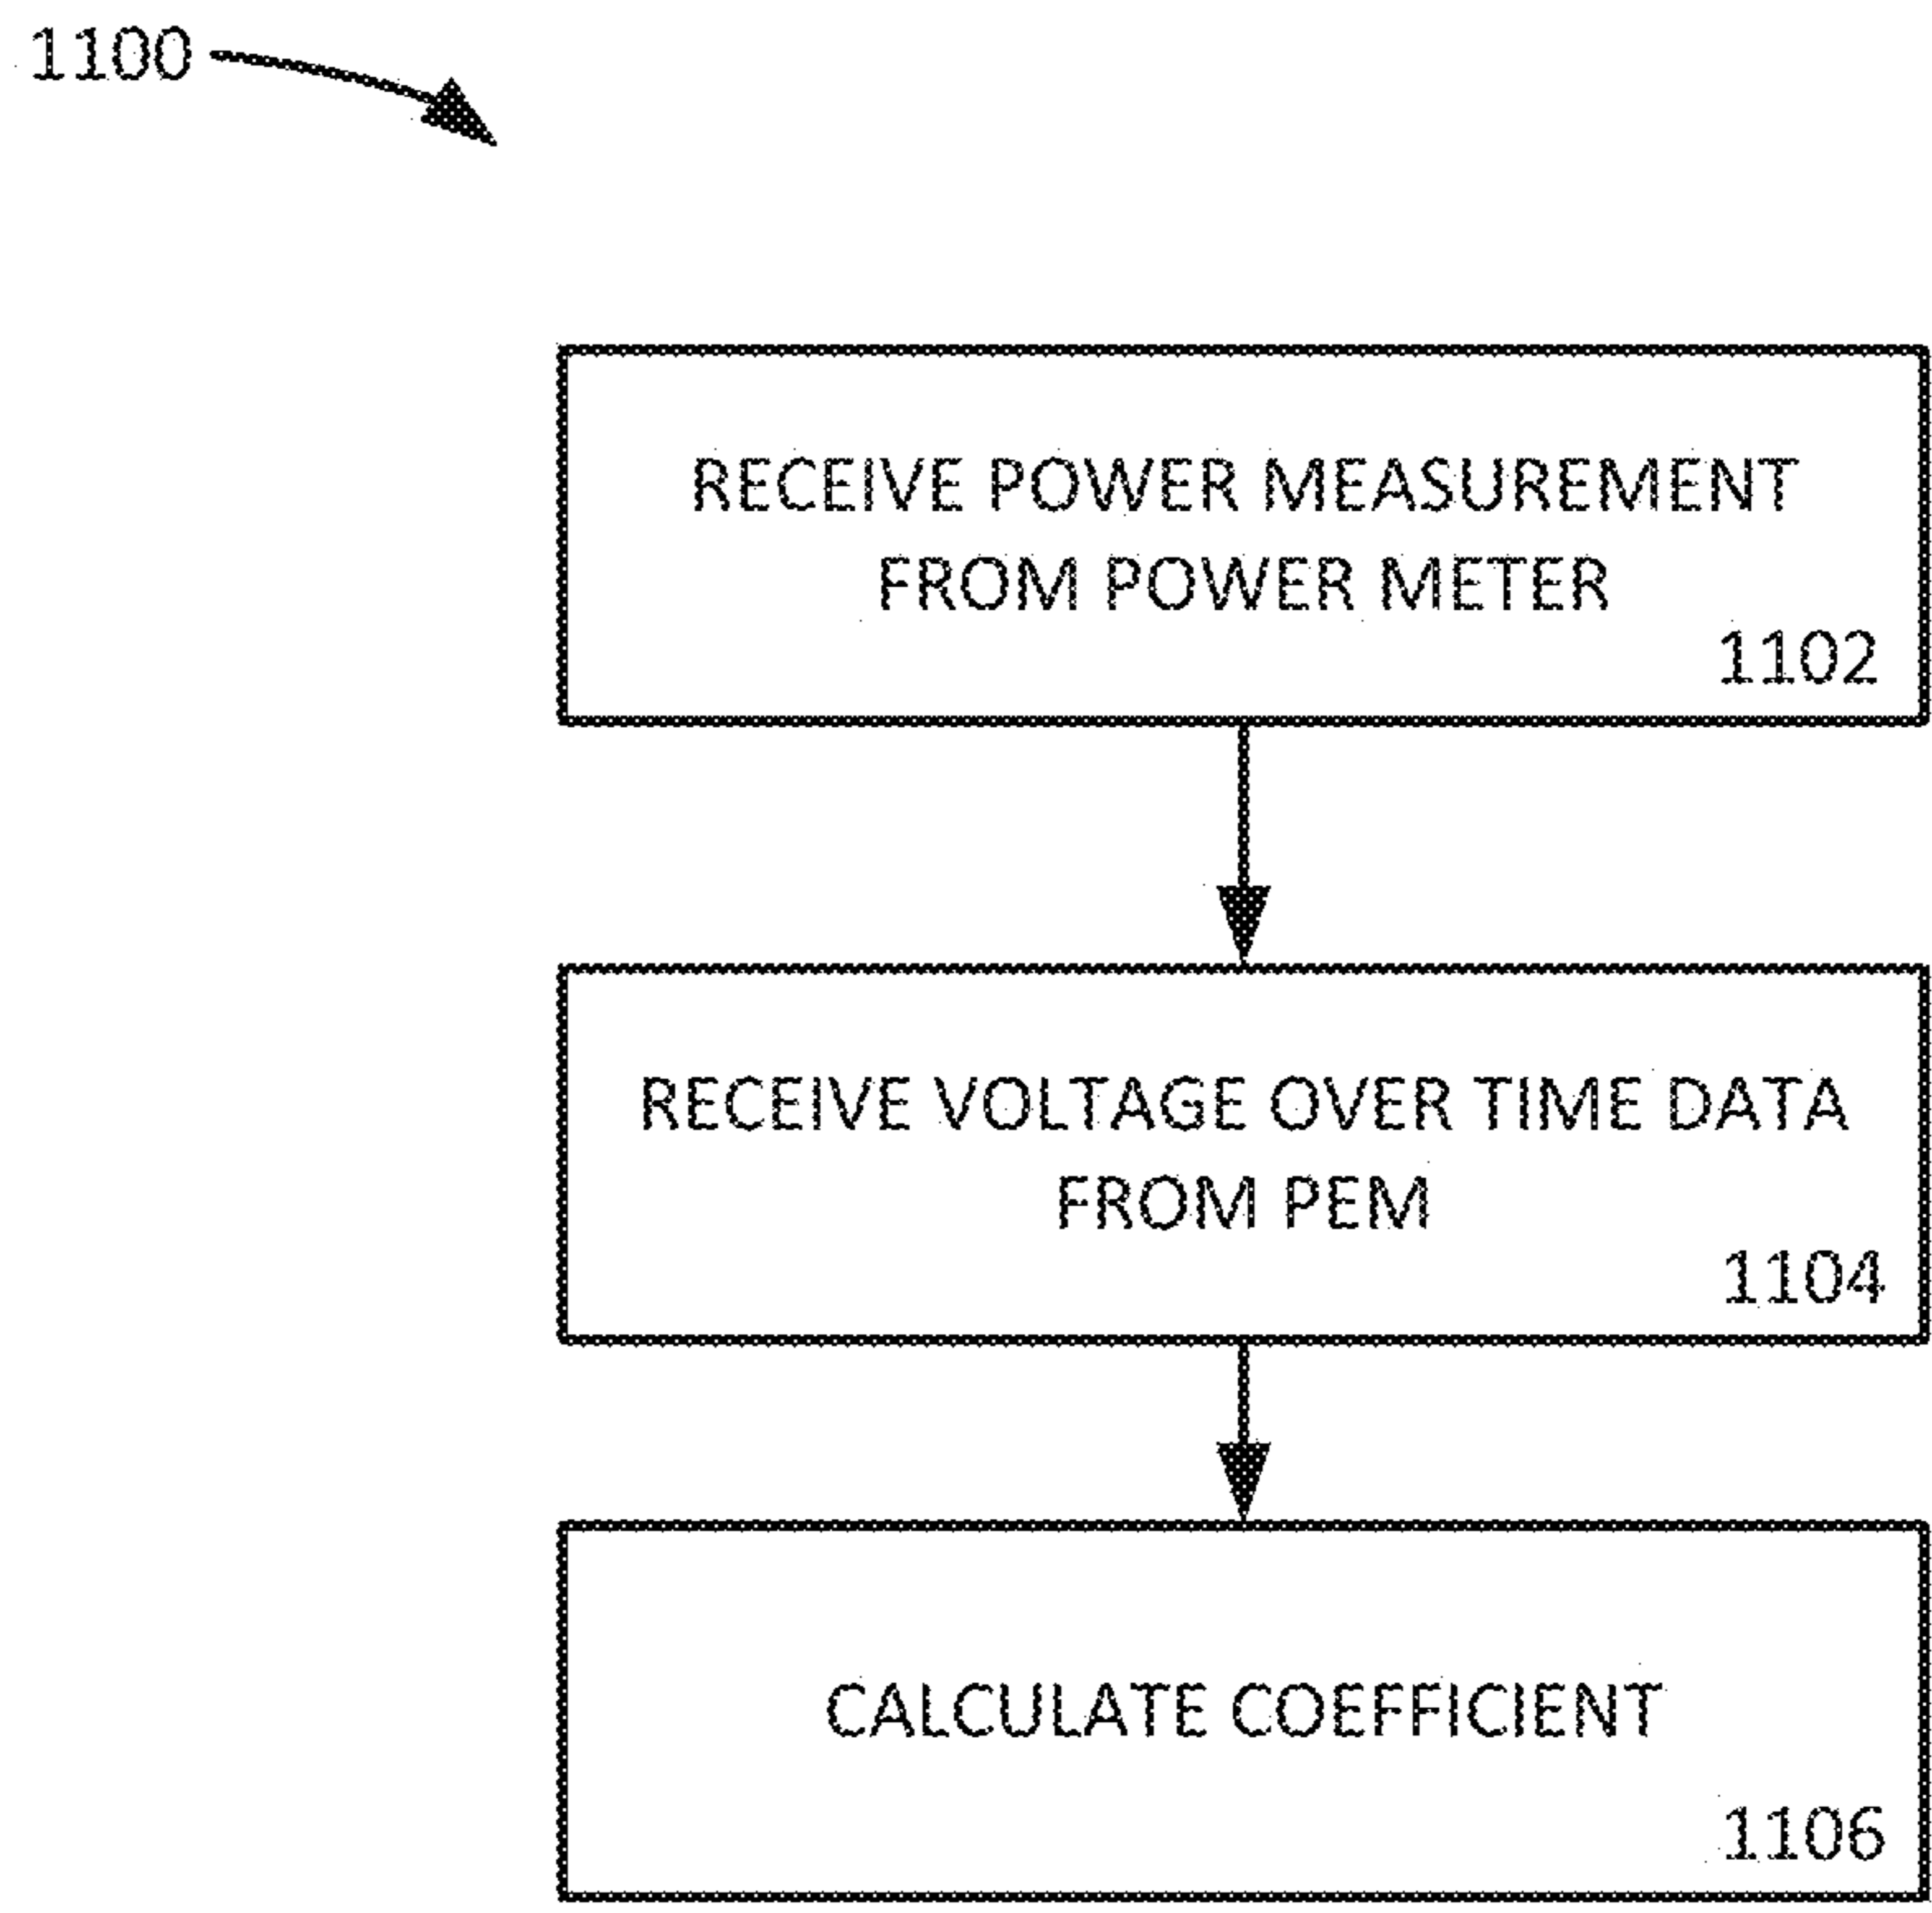 1100
RECEIVE POWER MEASUREMENT
FROM POWER METER
1102
RECEIVE VOLTAGE OVER TIME DATA
FROM PEM
1104
CALCULATE COEFFICIENT
1106